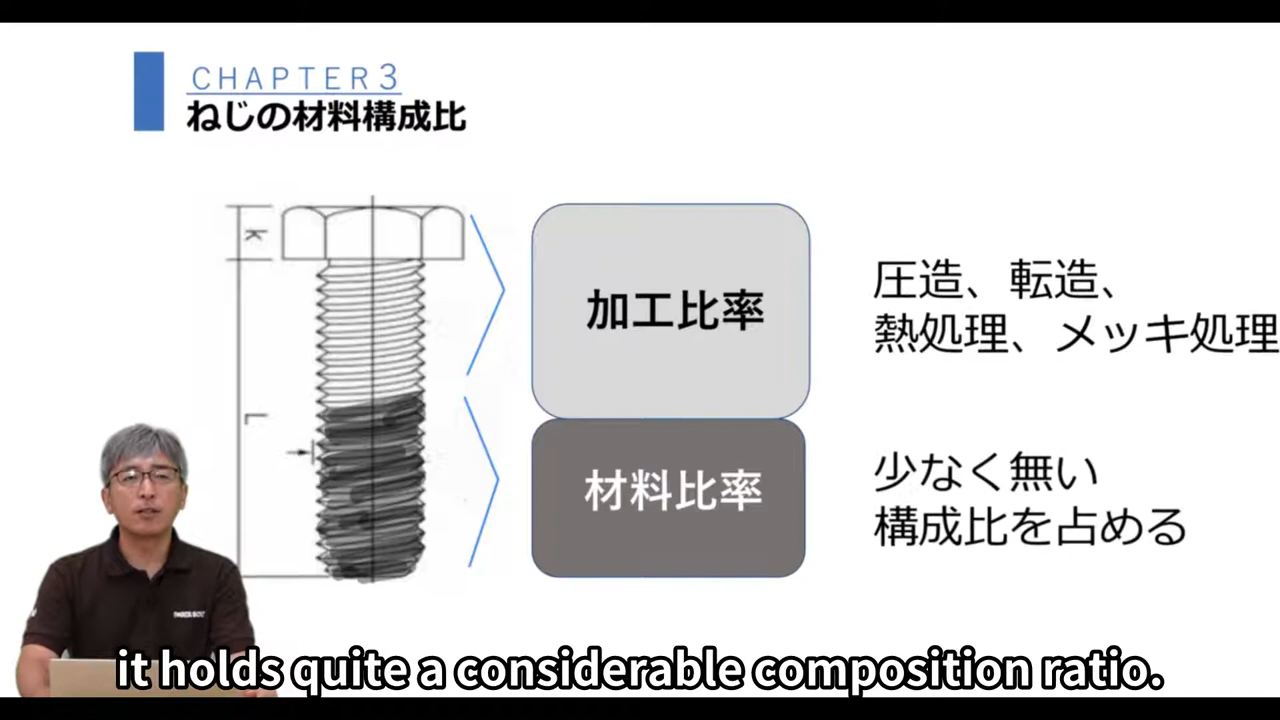 CHAPTER3
ねじの材料構成比
k
L
加工比率
圧造、転造、
熱処理、メッキ処理
材料比率
少なく無い
構成比を占める
it holds quite a considerable composition ratio.